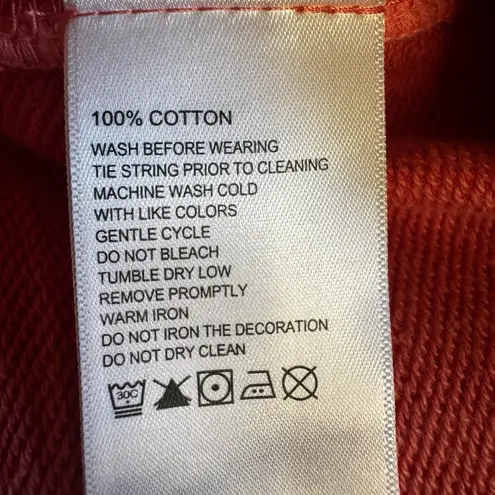 100% COTTON
WASH BEFORE WEARING
TIE STRING PRIOR TO CLEANING
MACHINE WASH COLD
WITH LIKE COLORS
GENTLE CYCLE
DO NOT BLEACH
TUMBLE DRY LOW
REMOVE PROMPTLY
WARM IRON
DO NOT IRON THE DECORATION
DO NOT DRY CLEAN
30C